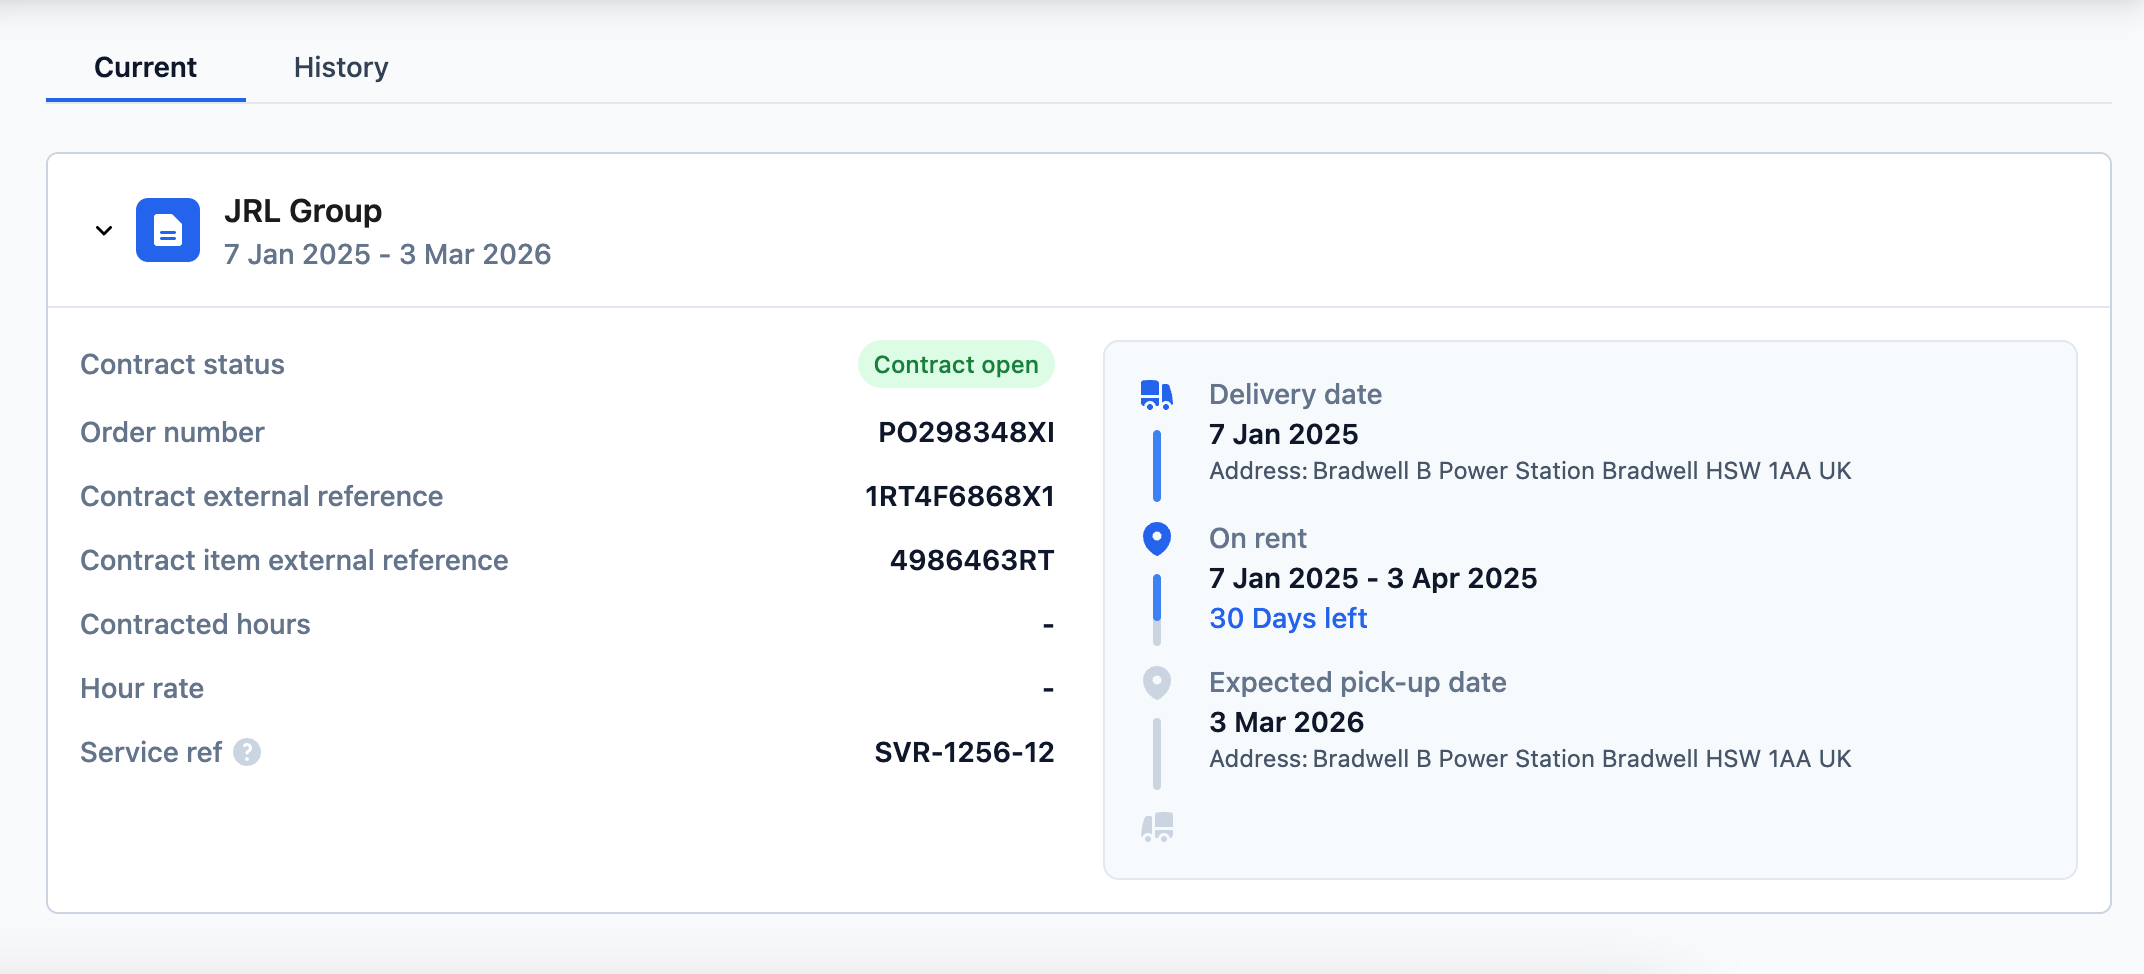 Current
History
JRL Group
7 Jan 2025 - 3 Mar 2026
Contract status
Contract open
Order number
PO298348XI
Contract external reference
1RT4F6868X1
Contract item external reference
4986463RT
Contracted hours
-
Hour rate
-
Service ref ?
SVR-1256-12
Delivery date
7 Jan 2025
Address: Bradwell B Power Station Bradwell HSW 1AA UK
On rent
7 Jan 2025 - 3 Apr 2025
30 Days left
Expected pick-up date
3 Mar 2026
Address: Bradwell B Power Station Bradwell HSW 1AA UK